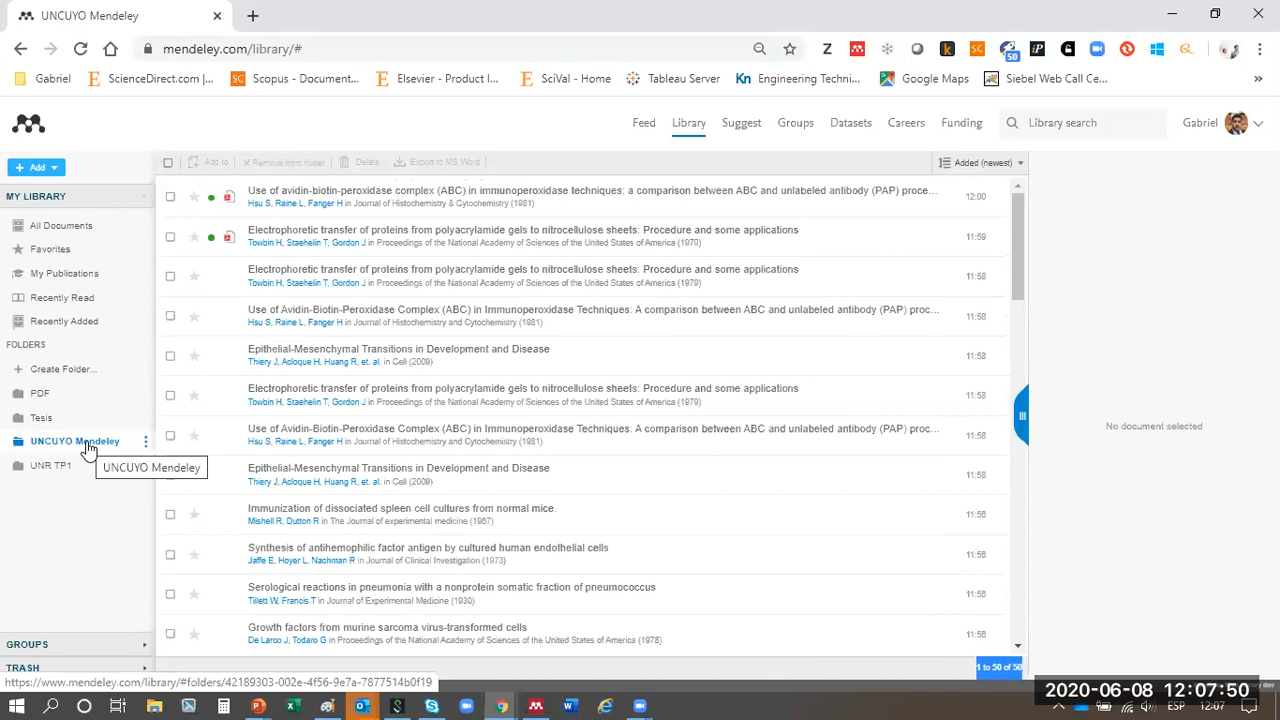 UNCUYO Mendeley
mendeley.com/library/#
50
Gabriel
ScienceDirect.com |...
Scopus - Documen...
Elsevier - Product I...
SciVal - Home
Tableau Server
Engineering Techni...
Google Maps
Siebel Web Call Ce...
Feed
Library
Suggest
Groups
Datasets
Careers
Funding
Library search
Gabriel
Add
Add to
Remove from folder
Delete
Export to MS Word
Added (newest)
MY LIBRARY
All Documents
Favorites
My Publications
Recently Read
Recently Added
FOLDERS
Create Folder...
PDF
Tesis
UNCUYO Mendeley
UNCUYO Mendeley
UNR TP1
GROUPS
TRASH
Use of avidin-biotin-peroxidase complex (ABC) in immunoperoxidase techniques: a comparison between ABC and unlabeled antibody (PAP) proce...
12:00
Hsu S, Raine L, Fanger H in Journal of Histochemistry & Cytochemistry (1981)
Electrophoretic transfer of proteins from polyacrylamide gels to nitrocellulose sheets: Procedure and some applications
11:59
Towbin H, Staehelin T, Gordon J in Proceedings of the National Academy of Sciences of the United States of America (1979)
Electrophoretic transfer of proteins from polyacrylamide gels to nitrocellulose sheets: Procedure and some applications
11:58
Towbin H, Staehelin T, Gordon J in Proceedings of the National Academy of Sciences of the United States of America (1979)
Use of Avidin-Biotin-Peroxidase Complex (ABC) in Immunoperoxidase Techniques: A comparison between ABC and unlabeled antibody (PAP) proc...
11:58
Hsu S, Raine L, Fanger H in Journal of Histochemistry and Cytochemistry (1981)
Epithelial-Mesenchymal Transitions in Development and Disease
11:58
Thiery J, Acloque H, Huang R, et. al. in Cell (2009)
Electrophoretic transfer of proteins from polyacrylamide gels to nitrocellulose sheets: Procedure and some applications
11:58
Towbin H, Staehelin T, Gordon J in Proceedings of the National Academy of Sciences of the United States of America (1979)
Use of Avidin-Biotin-Peroxidase Complex (ABC) in Immunoperoxidase Techniques: A comparison between ABC and unlabeled antibody (PAP) proc...
11:58
Hsu S, Raine L, Fanger H in Journal of Histochemistry and Cytochemistry (1981)
Epithelial-Mesenchymal Transitions in Development and Disease
11:58
Thiery J, Acloque H, Huang R, et. al. in Cell (2009)
Immunization of dissociated spleen cell cultures from normal mice.
Mishell R, Dutton R in The Journal of experimental medicine (1967)
Synthesis of antihemophilic factor antigen by cultured human endothelial cells
Jaffe E, Hoyer L, Nachman R in Journal of Clinical Investigation (1973)
Serological reactions in pneumonia with a nonprotein somatic fraction of pneumococcus
Tillett W, Francis T in Journal of Experimental Medicine (1930)
Growth factors from murine sarcoma virus-transformed cells
De Larco J, Todaro G in Proceedings of the National Academy of Sciences of the United States of America (1978)
No document selected
1 to 50 of 50
https://www.mendeley.com/library/#folders/42189303-002e-4f56-9e7a-7877514b0f19
2020-06-08 12:07:50
ESP
12:07